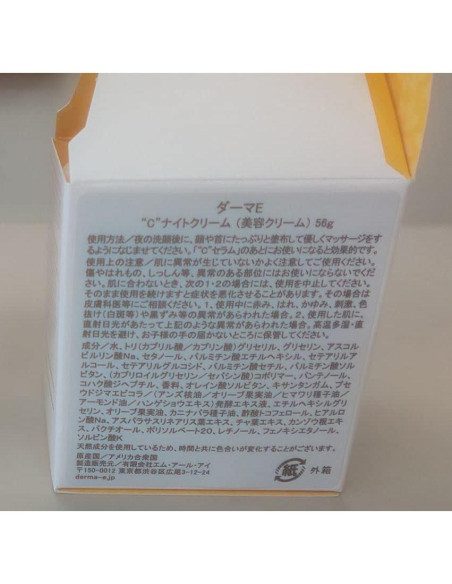 ダーマE
“C”ナイトクリーム（美容クリーム）56g
使用方法／夜の洗顔後に、顔や首にたっぷりと塗布して優しくマッサージをす
るようになじませてください。「“C”セラム」のあとにお使いになると効果的です。
使用上の注意／肌に異常が生じていないかよく注意してご使用ください。
傷やはれもの、しっしん等、異常のある部位にはお使いにならないでくだ
さい。肌に合わないとき、次の1・2の場合には、使用を中止してください。
そのまま使用を続けますと症状を悪化させることがあります。その場合は
皮膚科医等にご相談ください。1、使用中、赤み、はれ、かゆみ、刺激、色
抜け（白斑等）や黒ずみ等の異常があらわれた場合。2、使用した肌に、
直射日光があたって上記のような異常があらわれた場合。高温多湿・直
射日光を避け、お子様の手の届かないところに保管してください。
成分／水、トリ（カプリル酸／カプリン酸）グリセリル、グリセリン、アスコル
ビルリン酸Na、セタノール、パルミチン酸エチルヘキシル、セテアリルア
ルコール、セテアリルグルコシド、パルミチン酸セチル、パルミチン酸ソル
ビタン、（カプリロイルグリセリン／セバシン酸）コポリマー、パンテノール、
コハク酸ジヘプチル、香料、オレイン酸ソルビタン、キサンタンガム、プセ
ウドジマエピコラ／（アンズ核油／オリーブ果実油／ヒマワリ種子油／
アーモンド油／ハンゲショウエキス）発酵エキス液、エチルヘキシルグリ
セリン、オリーブ果実油、カニナバラ種子油、酢酸トコフェロール、ヒアルロ
ン酸Na、アスパラサスリネアリス葉エキス、チャ葉エキス、カンゾウ根エキ
ス、バクチオール、ポリソルベート20、レチノール、フェノキシエタノール、
ソルビン酸K
天然成分を使用しているため、時間と共に色合いが変化することがございます。
原産国／アメリカ合衆国
製造販売元／有限会社エム・アール・アイ
〒150-0012 東京都渋谷区広尾3-12-24
derma-e.jp
紙 外箱